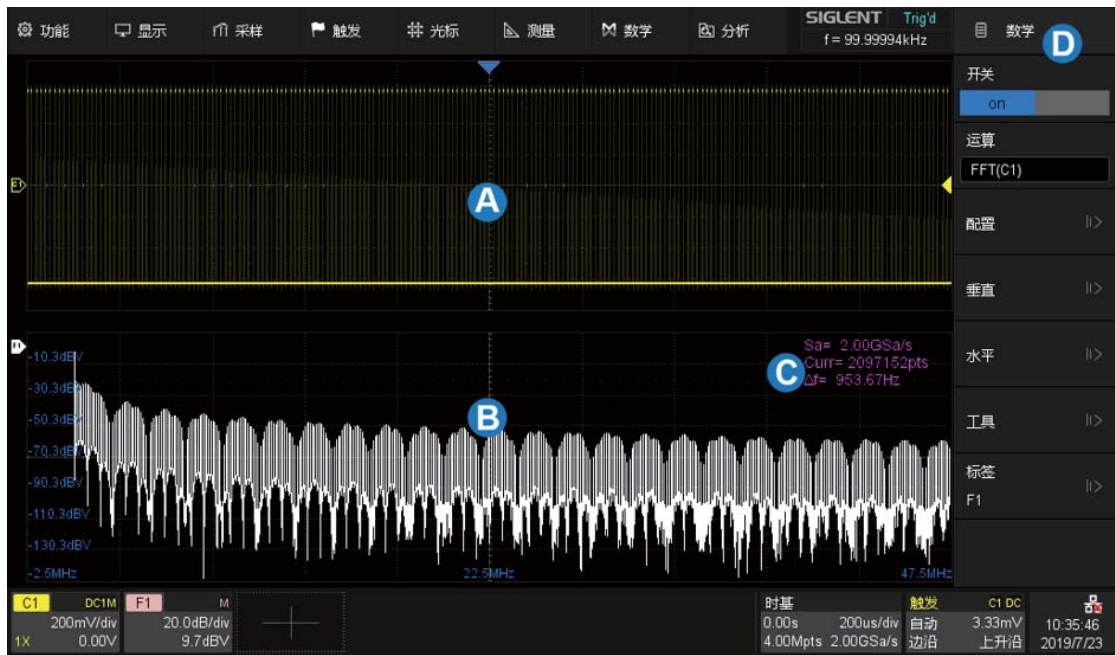 功能 显示 采样 触发 光标 测量 数学 分析
SIGLENT Trig'd
f = 99.99994kHz
数学
D
开关
on
运算
FFT(C1)
配置
垂直
水平
工具
标签
F1
C1
A
F1
-10.3dBV
-30.3dBV
-50.3dBV
-70.3dBV
-90.3dBV
-110.3dBV
-130.3dBV
B
C
Sa= 2.00GSa/s
Curr= 2097152pts
Δf= 953.67Hz
-2.5MHz 22.5MHz 47.5MHz
C1 DC1M
200mV/div
1X 0.00V
F1 M
20.0dB/div
9.7dBV
时基
0.00s 200us/div
4.00Mpts 2.00GSa/s
触发 C1 DC
自动 3.33mV
边沿 上升沿
10:35:46
2019/7/23